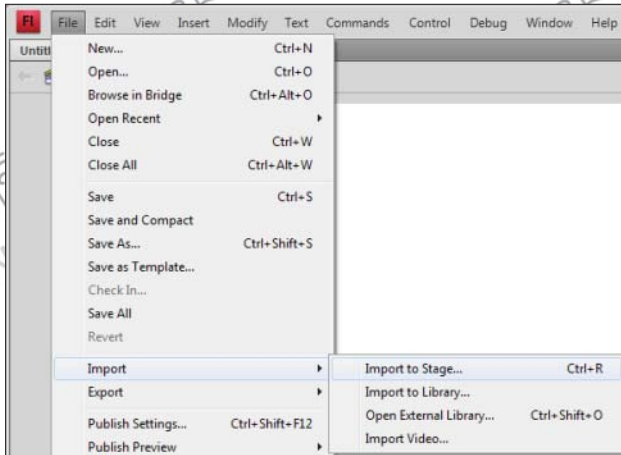 Fl File Edit View Insert Modify Text Commands Control Debug Window Help
Untitl
New... Ctrl+N
Open... Ctrl+O
Browse in Bridge Ctrl+Alt+O
Open Recent
Close Ctrl+W
Close All Ctrl+Alt+W
Save Ctrl+S
Save and Compact
Save As... Ctrl+Shift+S
Save as Template...
Check In...
Save All
Revert
Import Import to Stage... Ctrl+R
Export Import to Library...
Publish Settings... Ctrl+Shift+F12 Open External Library... Ctrl+Shift+O
Publish Preview Import Video...